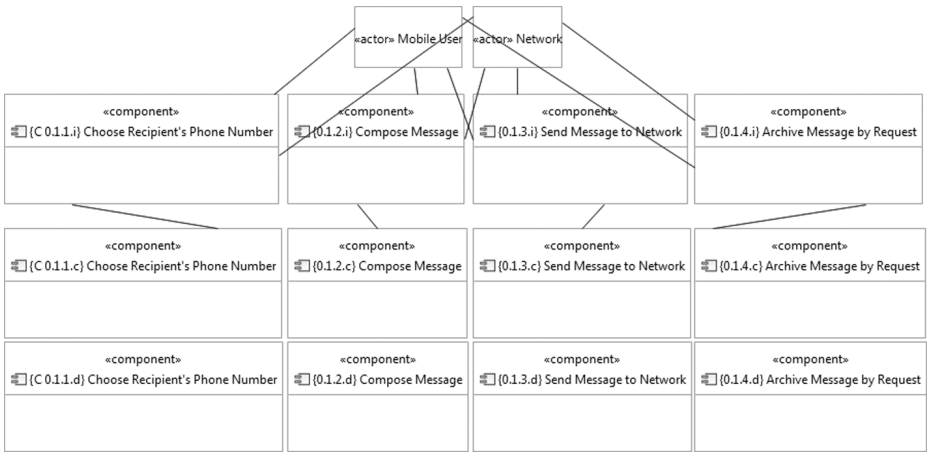 «actor» Mobile User
«actor» Network
«component»
{C 0.1.1.i} Choose Recipient's Phone Number
«component»
{0.1.2.i} Compose Message
«component»
{0.1.3.i} Send Message to Network
«component»
{0.1.4.i} Archive Message by Request
«component»
{C 0.1.1.c} Choose Recipient's Phone Number
«component»
{0.1.2.c} Compose Message
«component»
{0.1.3.c} Send Message to Network
«component»
{0.1.4.c} Archive Message by Request
«component»
{C 0.1.1.d} Choose Recipient's Phone Number
«component»
{0.1.2.d} Compose Message
«component»
{0.1.3.d} Send Message to Network
«component»
{0.1.4.d} Archive Message by Request